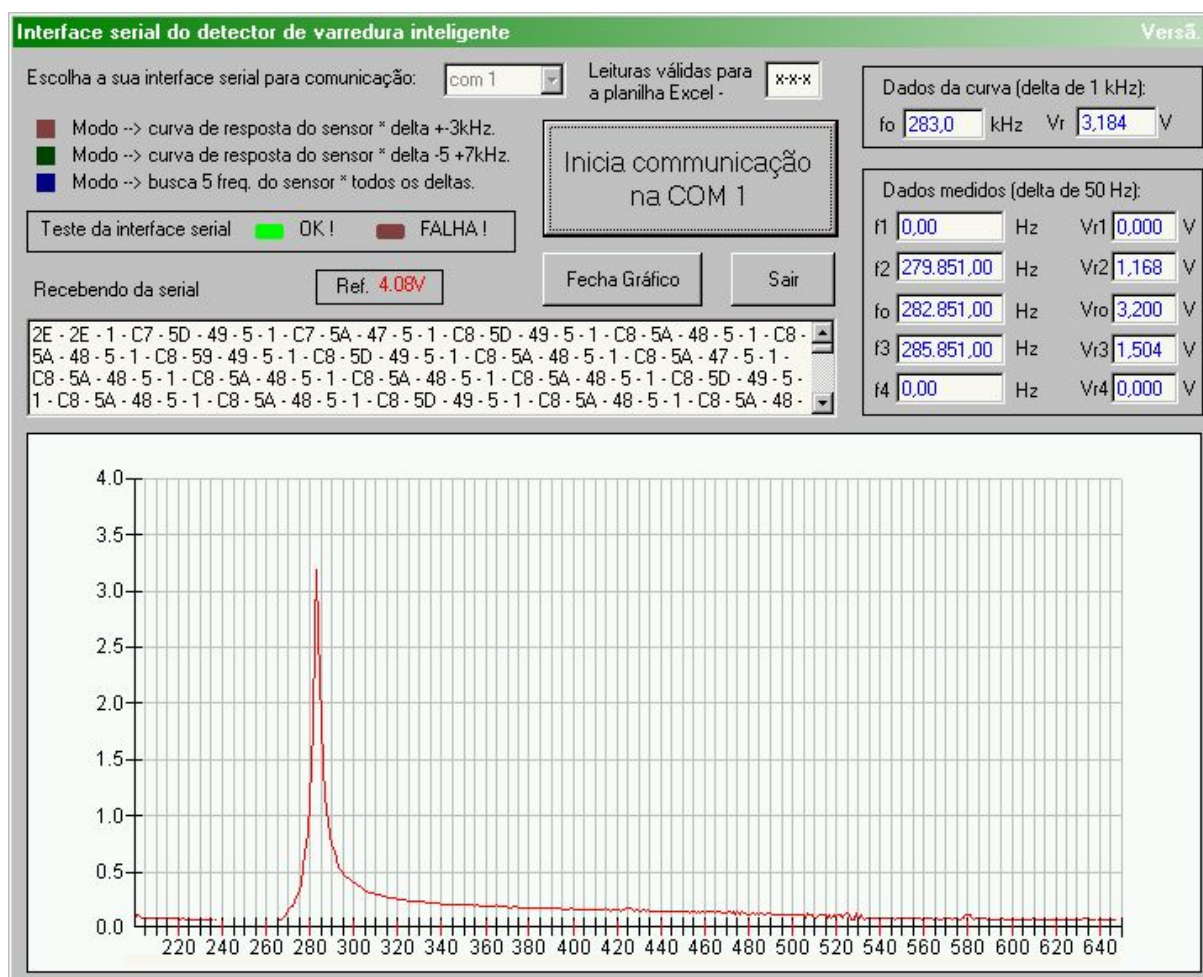 Interface serial do detector de varredura inteligente Versã.
Escolha a sua interface serial para comunicação: com 1
Leituras válidas para
a planilha Excel - x-x-x
Modo --> curva de resposta do sensor * delta +-3kHz.
Modo --> curva de resposta do sensor * delta -5 +7kHz.
Modo --> busca 5 freq. do sensor * todos os deltas.
Teste da interface serial OK ! FALHA !
Inicia communicação
na COM 1
Recebendo da serial Ref. 4.08V
Fecha Gráfico Sair
2E - 2E - 1 - C7 - 5D - 49 - 5 - 1 - C7 - 5A - 47 - 5 - 1 - C8 - 5D - 49 - 5 - 1 - C8 - 5A - 48 - 5 - 1 - C8 -
5A - 48 - 5 - 1 - C8 - 59 - 49 - 5 - 1 - C8 - 5D - 49 - 5 - 1 - C8 - 5A - 48 - 5 - 1 - C8 - 5A - 47 - 5 - 1 -
C8 - 5A - 48 - 5 - 1 - C8 - 5A - 48 - 5 - 1 - C8 - 5A - 48 - 5 - 1 - C8 - 5A - 48 - 5 - 1 - C8 - 5D - 49 - 5 -
1 - C8 - 5A - 48 - 5 - 1 - C8 - 5A - 48 - 5 - 1 - C8 - 5D - 49 - 5 - 1 - C8 - 5A - 48 - 5 - 1 - C8 - 5A - 48 -
Dados da curva (delta de 1 kHz):
fo 283,0 kHz Vr 3,184 V
Dados medidos (delta de 50 Hz):
f1 0,00 Hz Vr1 0,000 V
f2 279.851,00 Hz Vr2 1,168 V
fo 282.851,00 Hz Vro 3,200 V
f3 285.851,00 Hz Vr3 1,504 V
f4 0,00 Hz Vr4 0,000 V
4.0
3.5
3.0
2.5
2.0
1.5
1.0
0.5
0.0
220 240 260 280 300 320 340 360 380 400 420 440 460 480 500 520 540 560 580 600 620 640